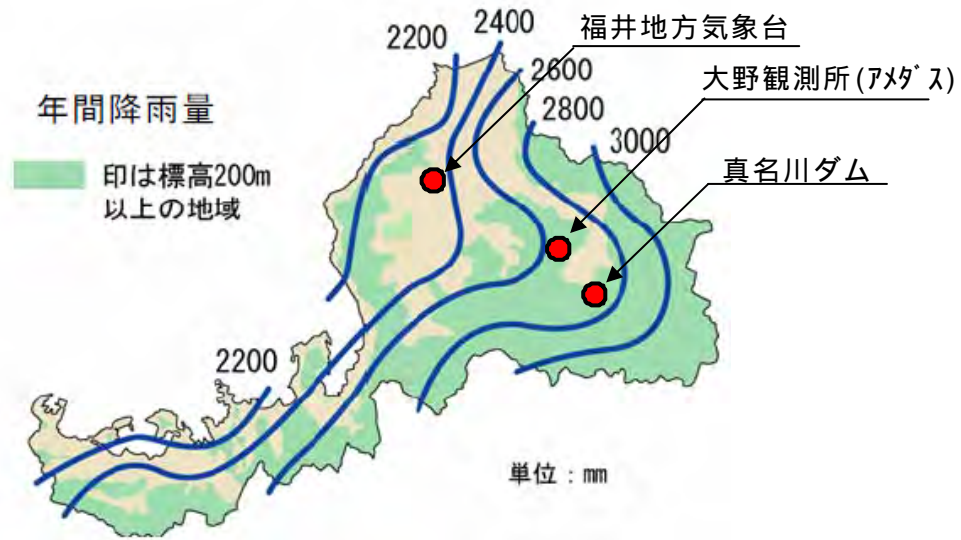 2200
2400
福井地方気象台
2600
大野観測所(ｱﾒﾀﾞｽ)
年間降雨量
2800
3000
印は標高200m
以上の地域
真名川ダム
2200
単位：㎜